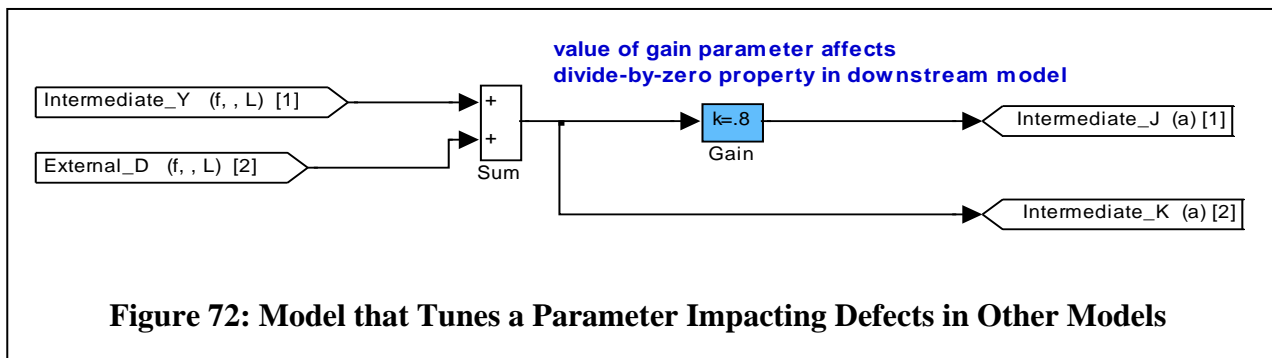 value of gain parameter affects
divide-by-zero property in downstream model
Intermediate_Y (f, , L) [1]
+
+
Sum
k=.8
Gain
Intermediate_J (a) [1]
External_D (f, , L) [2]
Intermediate_K (a) [2]
Figure 72: Model that Tunes a Parameter Impacting Defects in Other Models